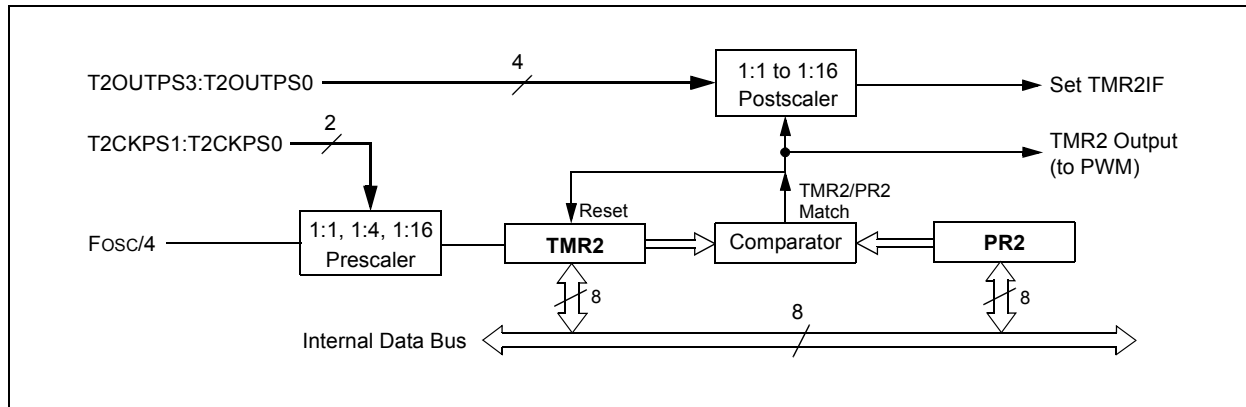 T2OUTPS3:T2OUTPS0
4
1:1 to 1:16
Postscaler
Set TMR2IF
T2CKPS1:T2CKPS0
2
TMR2 Output
(to PWM)
TMR2/PR2
Match
Reset
FOSC/4
1:1, 1:4, 1:16
Prescaler
TMR2
Comparator
PR2
8
8
8
Internal Data Bus